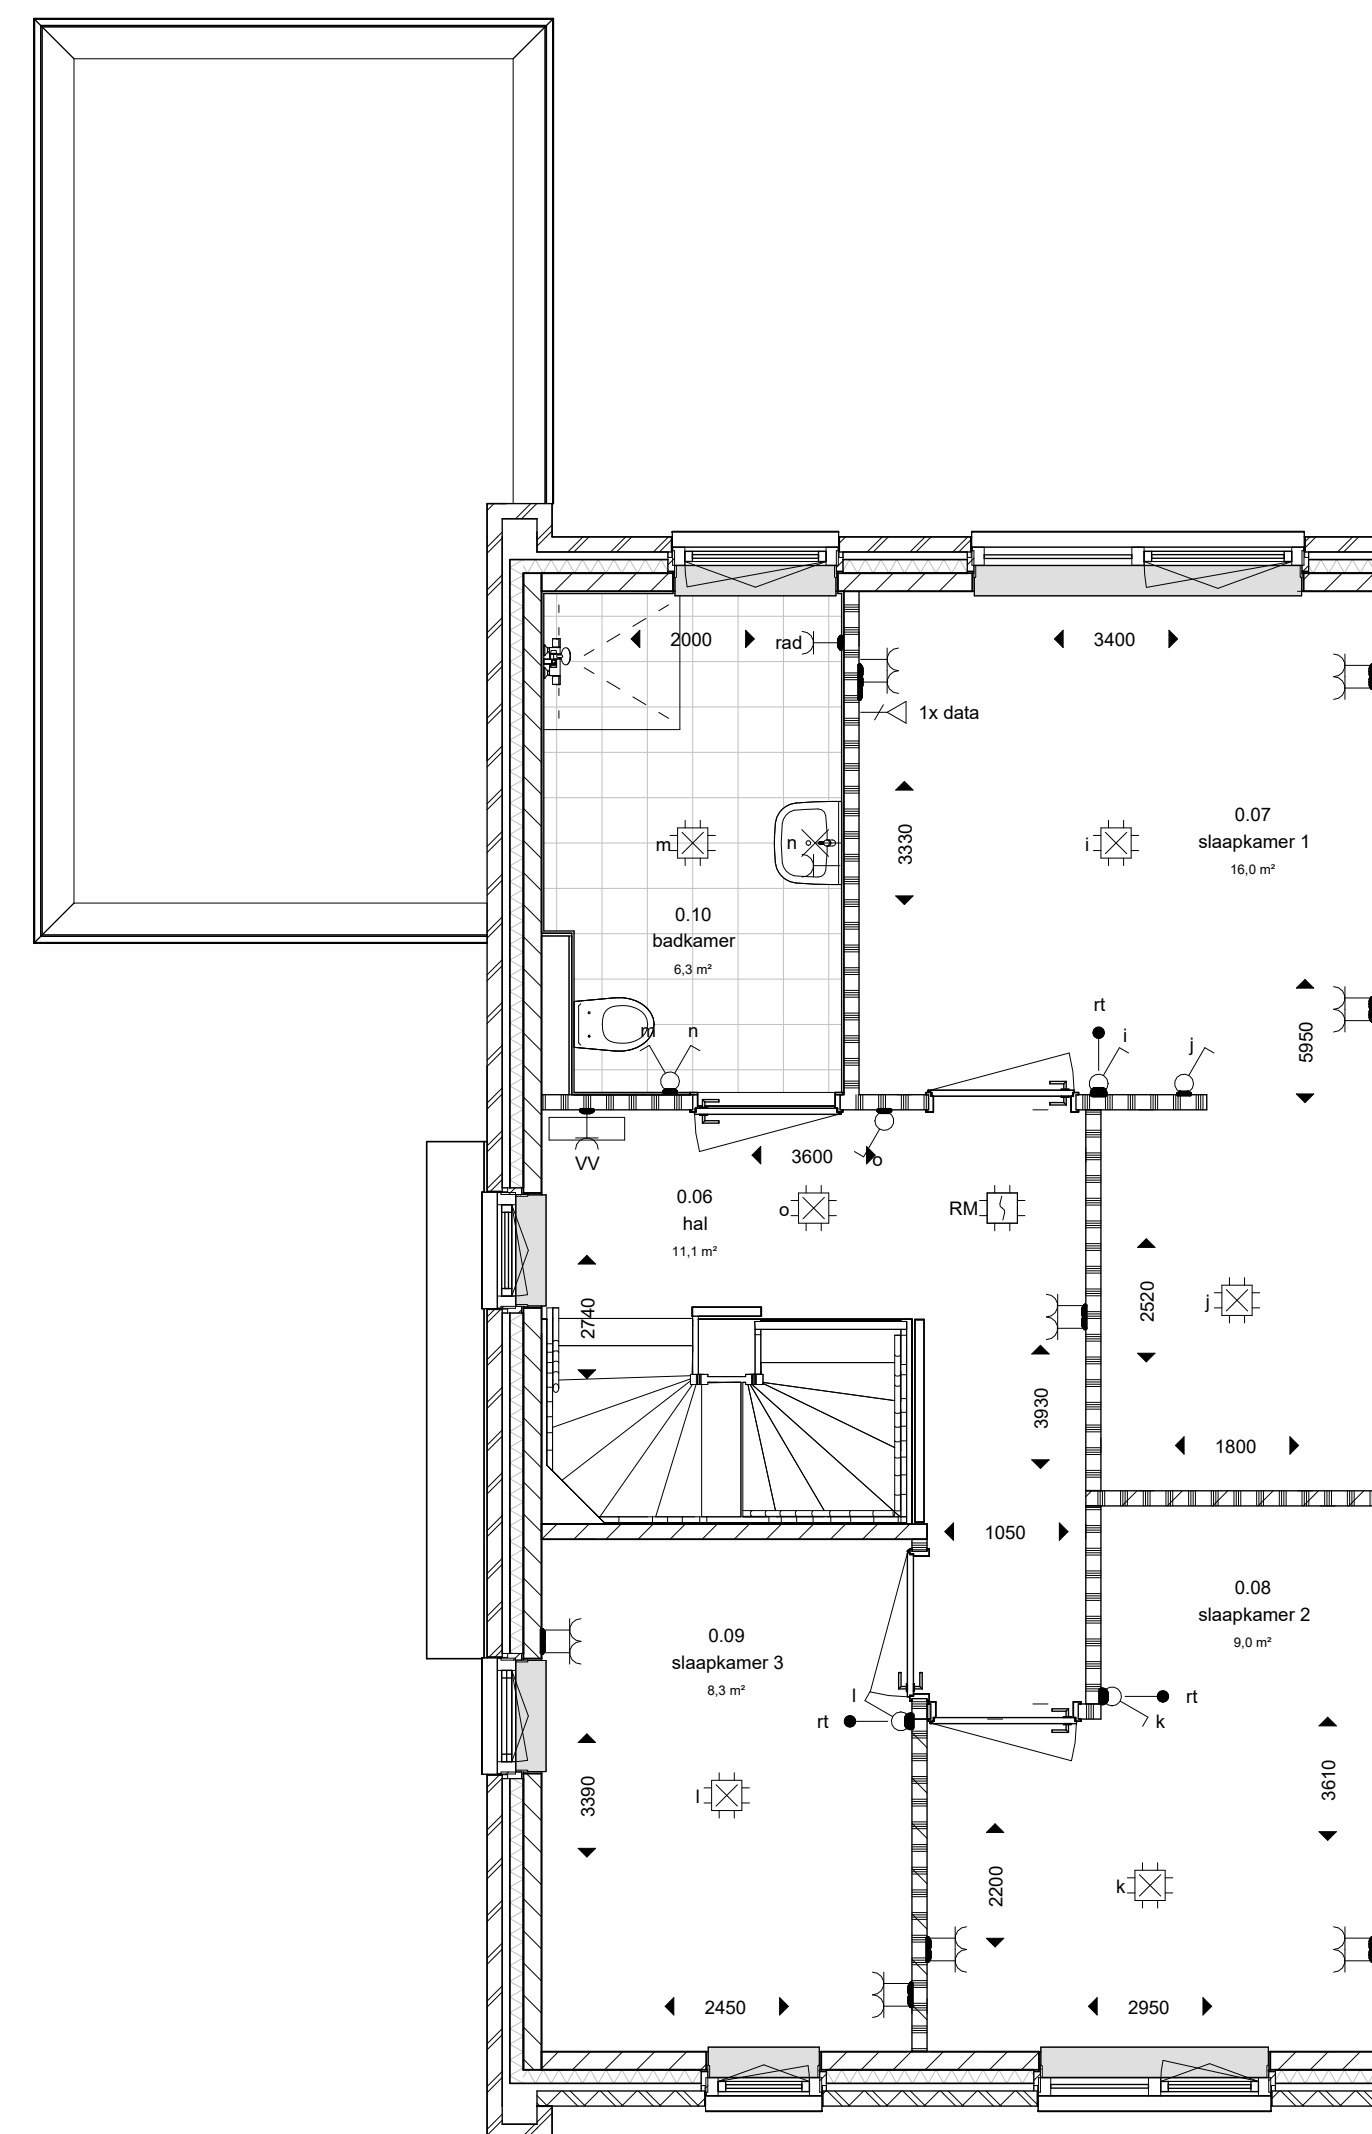 2000
rad
3400
1x data
3330
0.07
slaapkamer 1
16,0 m²
m
n
i
0.10
badkamer
6,3 m²
rt
m
n
i
j
5950
VV
3600
o
0.06
hal
11,1 m²
o
RM
2740
2520
j
3930
1800
1050
0.08
slaapkamer 2
9,0 m²
0.09
slaapkamer 3
8,3 m²
l
rt
rt
k
3390
l
3610
2200
k
2450
2950